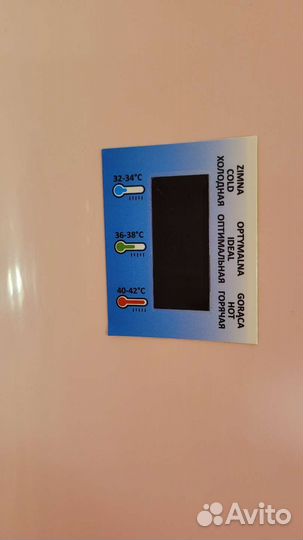 32-34°C
36-38°C
40-42°C
ZIMNA
COLD
ХОЛОДНАЯ
OPTYMALNA
IDEAL
ОПТИМАЛЬНАЯ
GORĄCA
HOT
ГОРЯЧАЯ
Avito